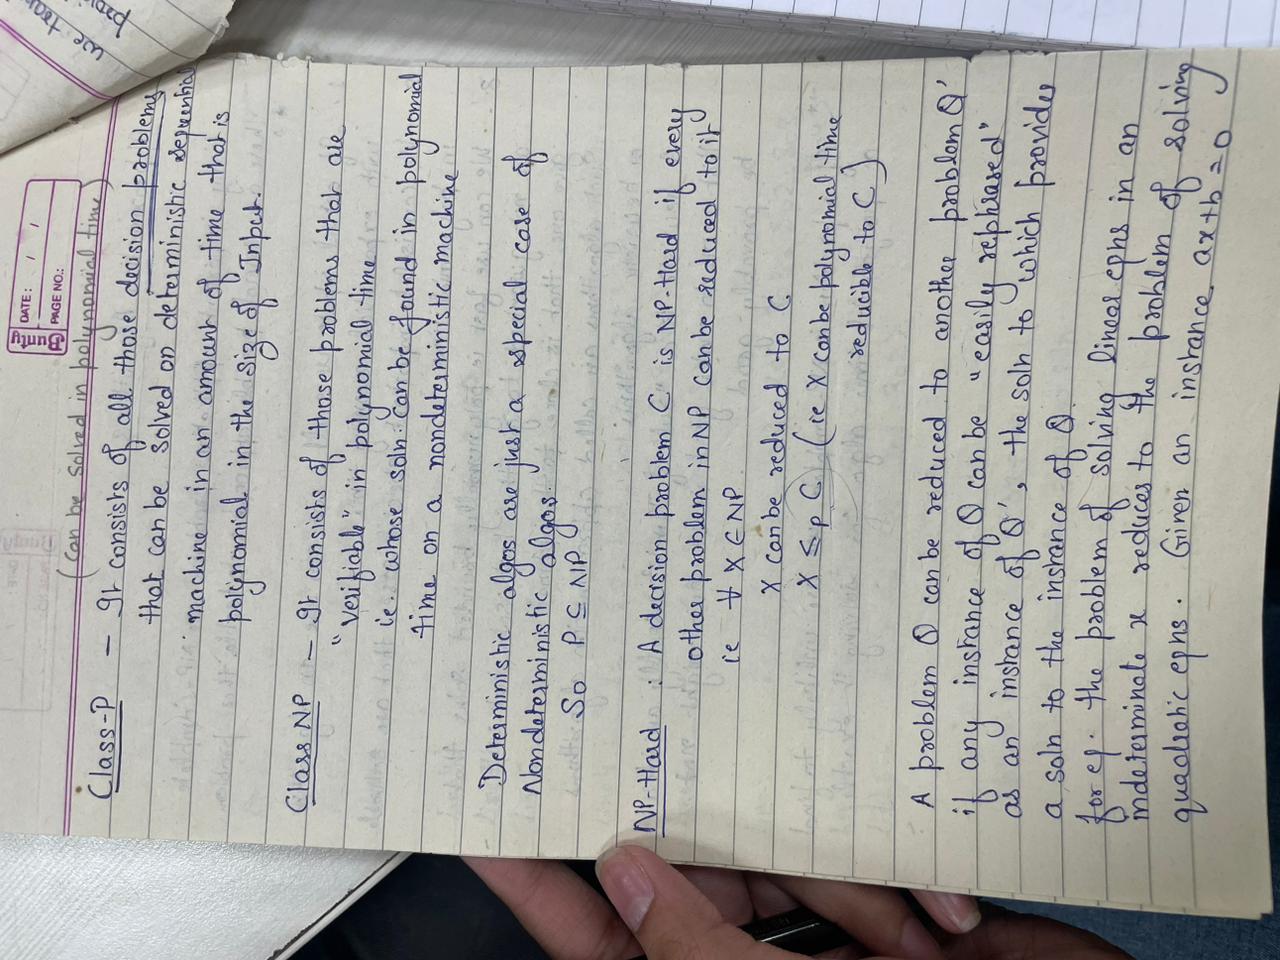 Bunty
DATE: / /
PAGE NO.:
(can be solved in polynomial time)
Class-P - It consists of all those decision problems
that can be solved on deterministic sequential
machine in an amount of time that is
polynomial in the size of Input.
Class NP - It consists of those problems that are
"verifiable" in polynomial time
ie. whose soln. can be found in polynomial
time on a nondeterministic machine
Deterministic algos are just a special case of
Nondeterministic algos.
So P ⊆ NP
NP-Hard : A decision problem C is NP-Hard if every
other problem in NP can be reduced to it
ie ∀ X ∈ NP
X can be reduced to C
X ≤p C (ie X can be polynomial time
reducible to C]
A problem Q can be reduced to another problem Q'
if any instance of Q can be "easily rephrased"
as an instance of Q', the soln to which provides
a soln to the instance of Q.
for eg. the problem of solving linear eqns in an
indeterminate x reduces to the problem of solving
quadratic eqns. Given an instance ax+b=0
we